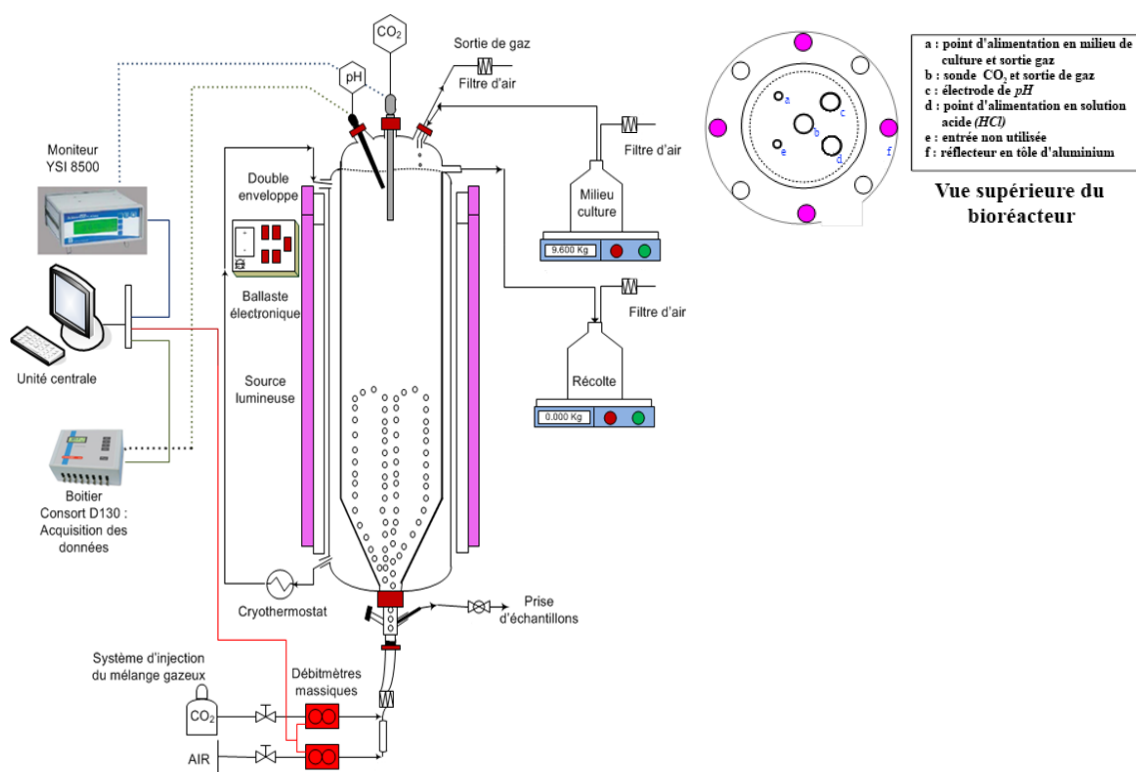 CO2
pH
Sortie de gaz
Filtre d'air
Moniteur
YSI 8500
Double
enveloppe
Milieu
culture
Filtre d'air
9.600 Kg
Ballaste
électronique
Unité centrale
Source
lumineuse
Filtre d'air
Récolte
0.000 Kg
Boitier
Consort D130 :
Acquisition des
données
Cryothermostat
Prise
d'échantillons
Système d'injection
du mélange gazeux
Débitmètres
massiques
CO2
AIR
a
b
c
d
e
f
a : point d'alimentation en milieu de
culture et sortie gaz
b : sonde CO2 et sortie de gaz
c : électrode de pH
d : point d'alimentation en solution
acide (HCl)
e : entrée non utilisée
f : réflecteur en tôle d'aluminium
Vue supérieure du
bioréacteur